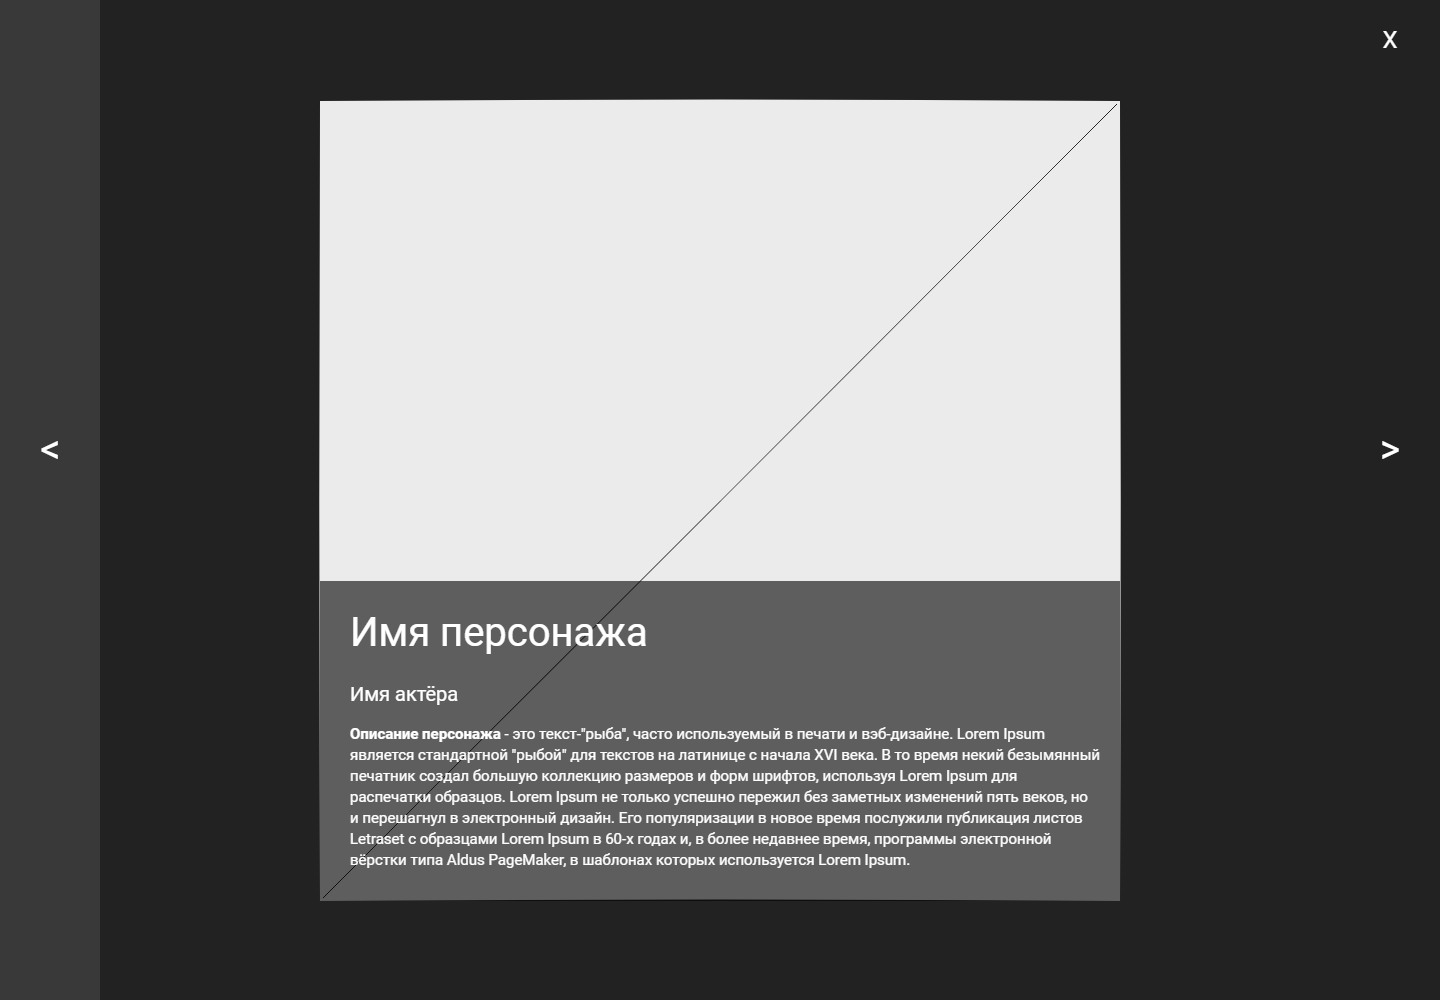 X
<
>
Имя персонажа
Имя актёра
Описание персонажа - это текст-"рыба", часто используемый в печати и вэб-дизайне. Lorem Ipsum
является стандартной "рыбой" для текстов на латинице с начала XVI века. В то время некий безымянный
печатник создал большую коллекцию размеров и форм шрифтов, используя Lorem Ipsum для
распечатки образцов. Lorem Ipsum не только успешно пережил без заметных изменений пять веков, но
и перешагнул в электронный дизайн. Его популяризации в новое время послужили публикация листов
Letraset с образцами Lorem Ipsum в 60-х годах и, в более недавнее время, программы электронной
вёрстки типа Aldus PageMaker, в шаблонах которых используется Lorem Ipsum.